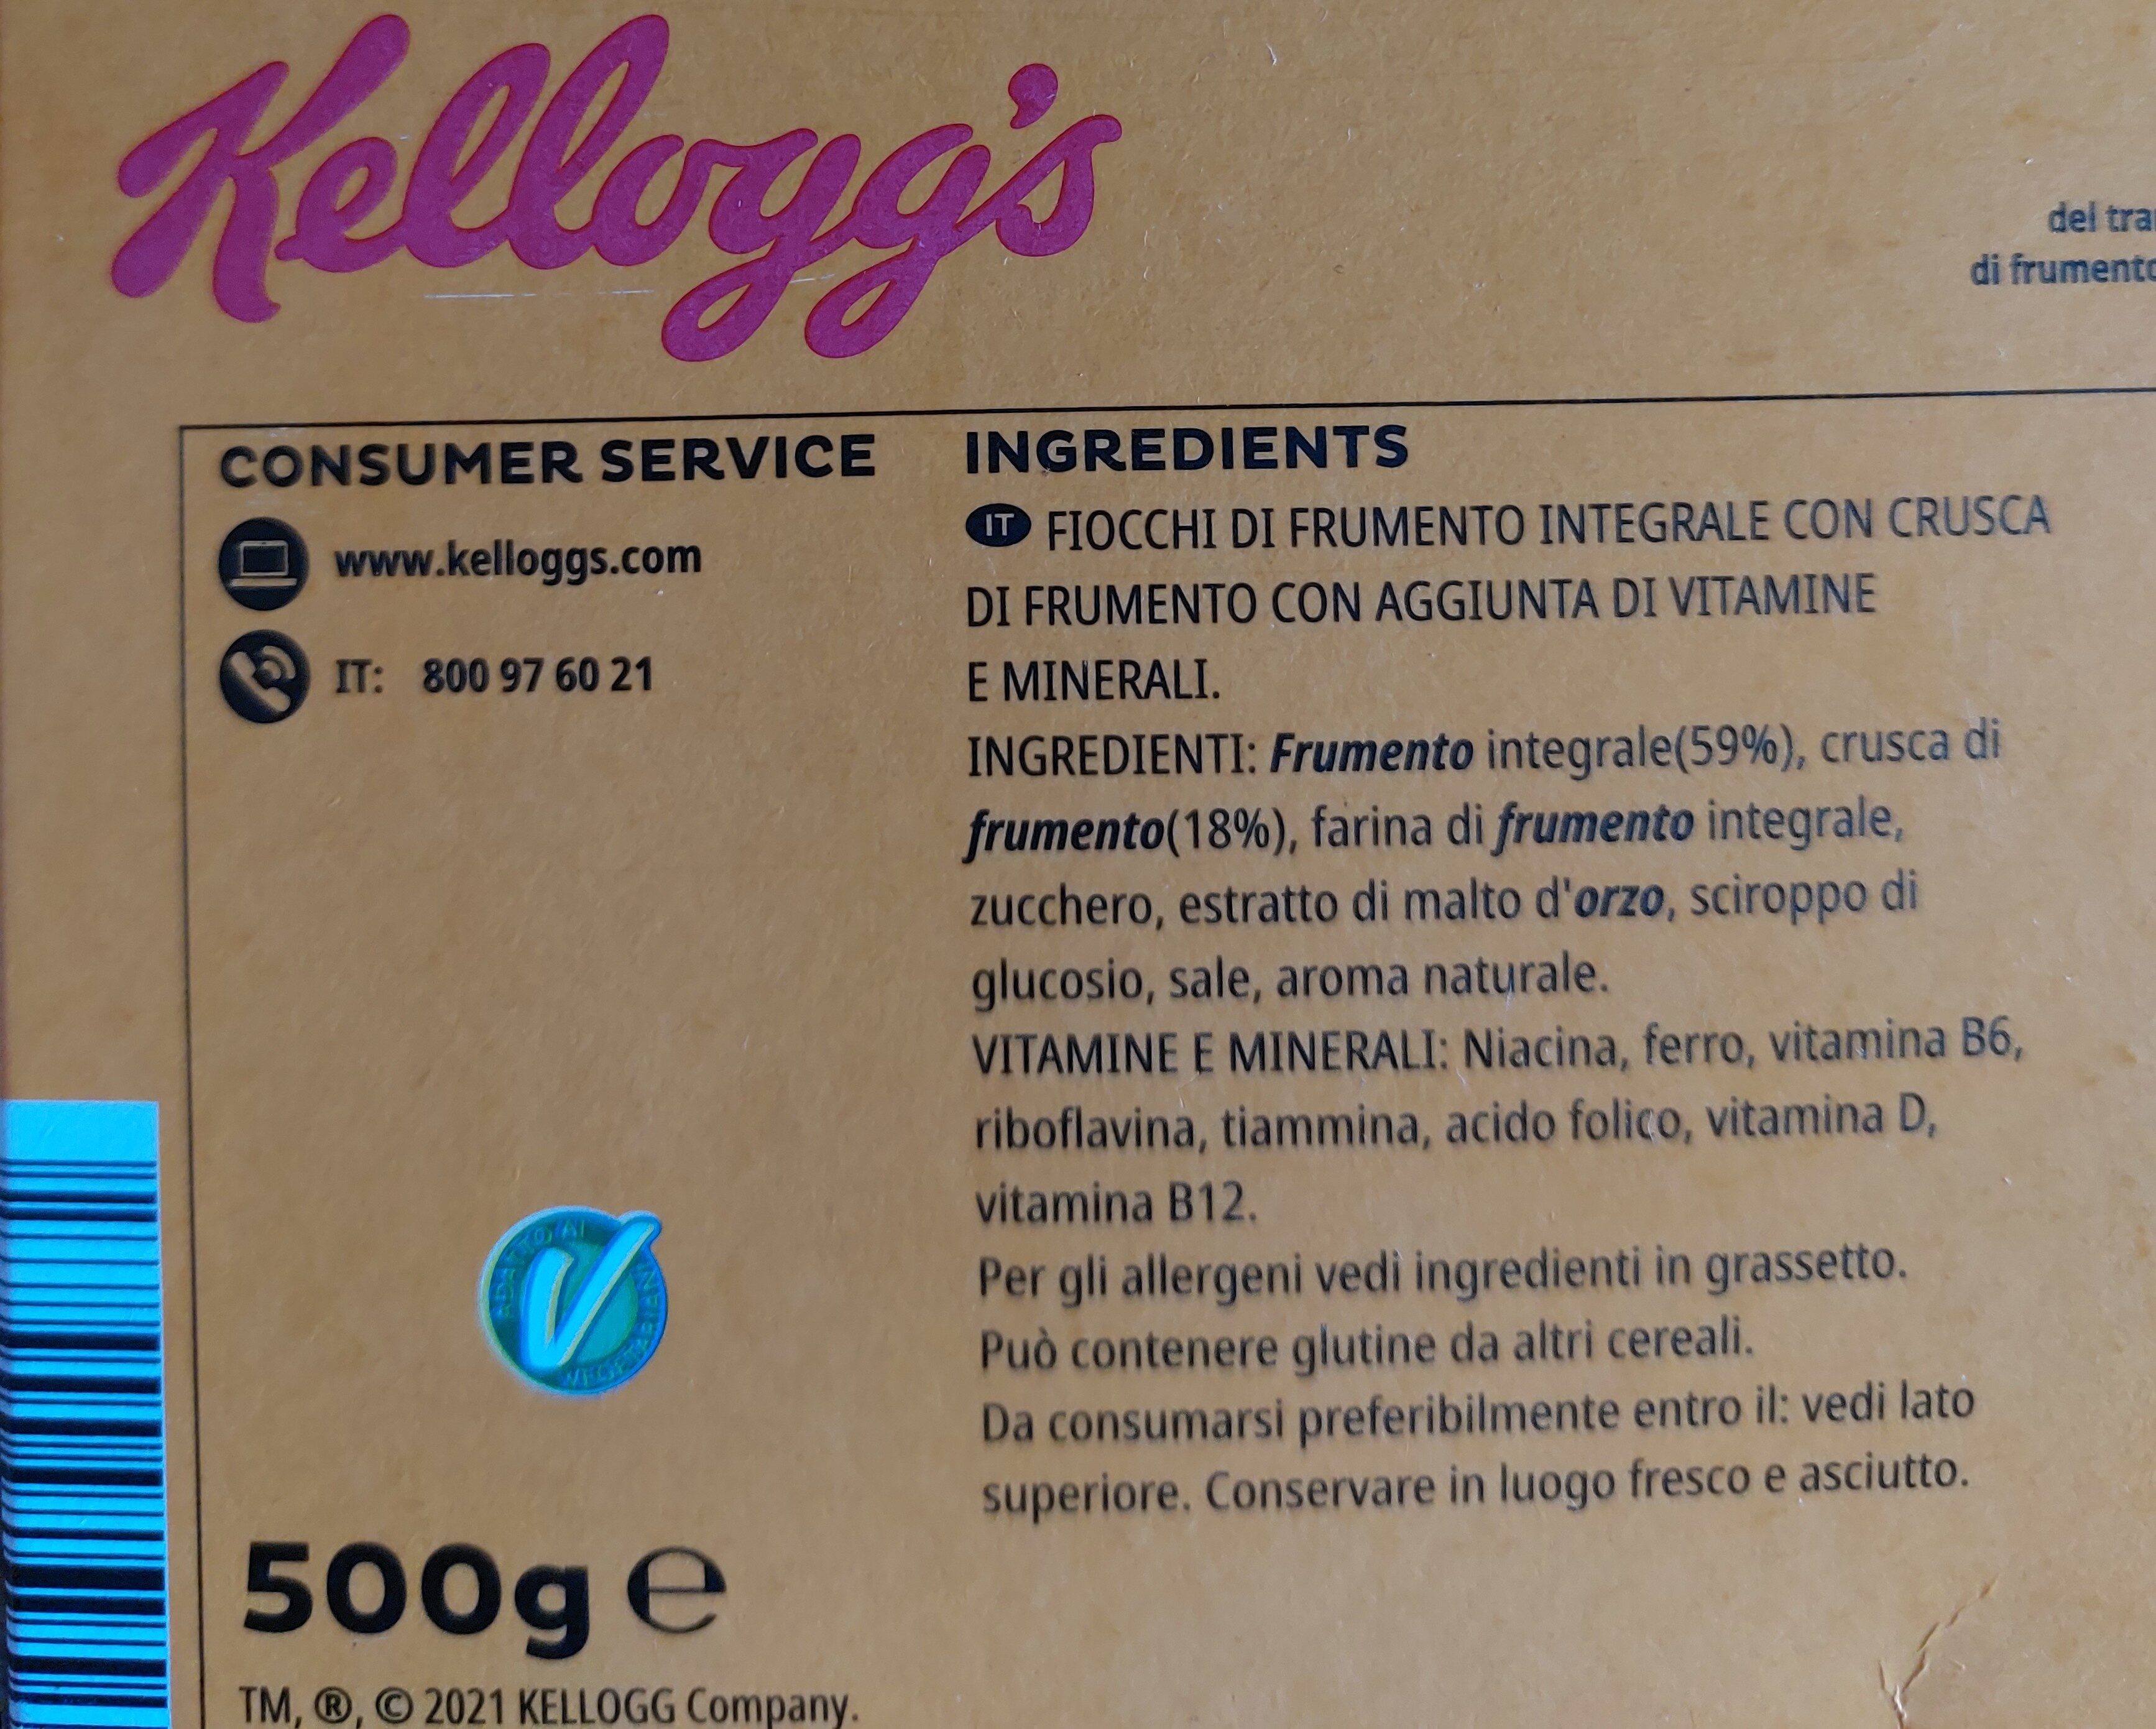 Kellogg's
di frumento
CONSUMER SERVICE
www.kelloggs.com
IT: 800 97 60 21
INGREDIENTS
IT FIOCCHI DI FRUMENTO INTEGRALE CON CRUSCA
DI FRUMENTO CON AGGIUNTA DI VITAMINE
E MINERALI.
INGREDIENTI: Frumento integrale(59%), crusca di
frumento(18%), farina di frumento integrale,
zucchero, estratto di malto d'orzo, sciroppo di
glucosio, sale, aroma naturale.
VITAMINE E MINERALI: Niacina, ferro, vitamina B6,
riboflavina, tiammina, acido folico, vitamina D,
vitamina B12.
Per gli allergeni vedi ingredienti in grassetto.
Può contenere glutine da altri cereali.
Da consumarsi preferibilmente entro il: vedi lato
superiore. Conservare in luogo fresco e asciutto.
ADATTO AI VEGETARIANI
500g e
TM, ®, © 2021 KELLOGG Company.